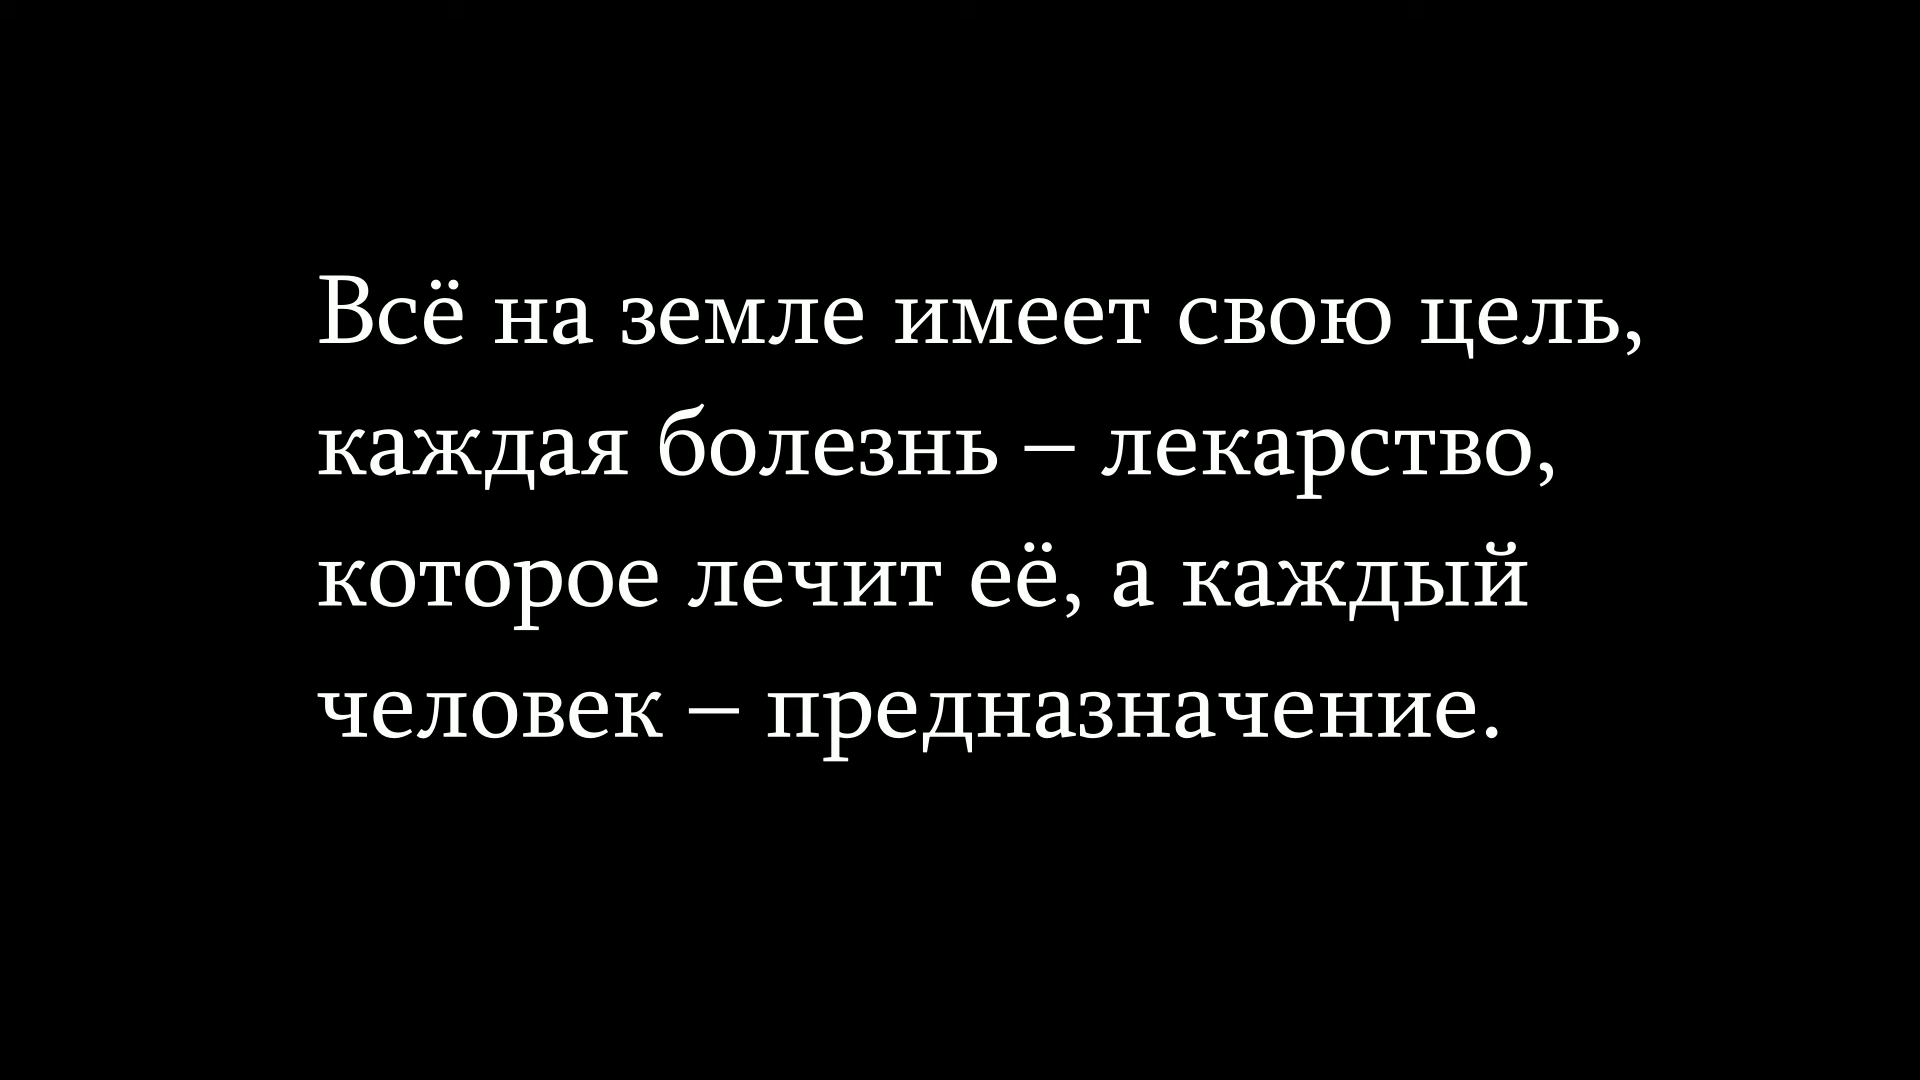 Всё на земле имеет свою цель,
каждая болезнь – лекарство,
которое лечит её, а каждый
человек – предназначение.